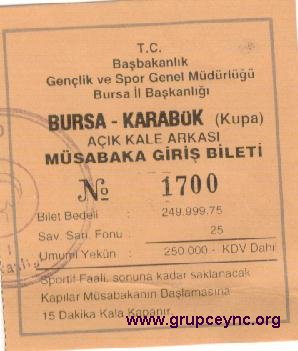 T.C.
Başbakanlık
Gençlik ve Spor Genel Müdürlüğü
Bursa İl Başkanlığı
BURSA - KARABÜK (Kupa)
AÇIK KALE ARKASI
MÜSABAKA GİRİŞ BİLETİ
№ 1700
Bilet Bedeli : 249.999.75
Sav. San. Fonu : 25
Umumi Yekün : 250.000 - KDV Dahil
Sportif Faali. sonuna kadar saklanacak
Kapılar Müsabakanın Başlamasına
15 Dakika Kala Kapanır.
www.grupceync.org